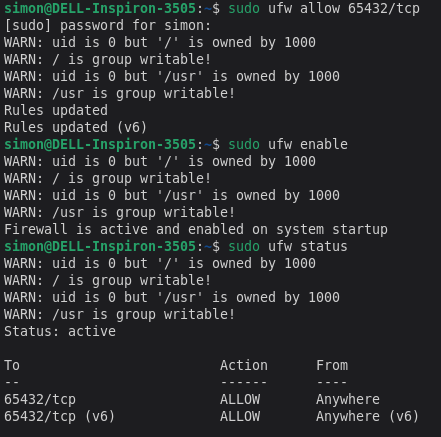 simon@DELL-Inspiron-3505:~$ sudo ufw allow 65432/tcp
[sudo] password for simon:
WARN: uid is 0 but '/' is owned by 1000
WARN: / is group writable!
WARN: uid is 0 but '/usr' is owned by 1000
WARN: /usr is group writable!
Rules updated
Rules updated (v6)
simon@DELL-Inspiron-3505:~$ sudo ufw enable
WARN: uid is 0 but '/' is owned by 1000
WARN: / is group writable!
WARN: uid is 0 but '/usr' is owned by 1000
WARN: /usr is group writable!
Firewall is active and enabled on system startup
simon@DELL-Inspiron-3505:~$ sudo ufw status
WARN: uid is 0 but '/' is owned by 1000
WARN: / is group writable!
WARN: uid is 0 but '/usr' is owned by 1000
WARN: /usr is group writable!
Status: active

To                         Action      From
--                         ------      ----
65432/tcp                  ALLOW       Anywhere
65432/tcp (v6)             ALLOW       Anywhere (v6)